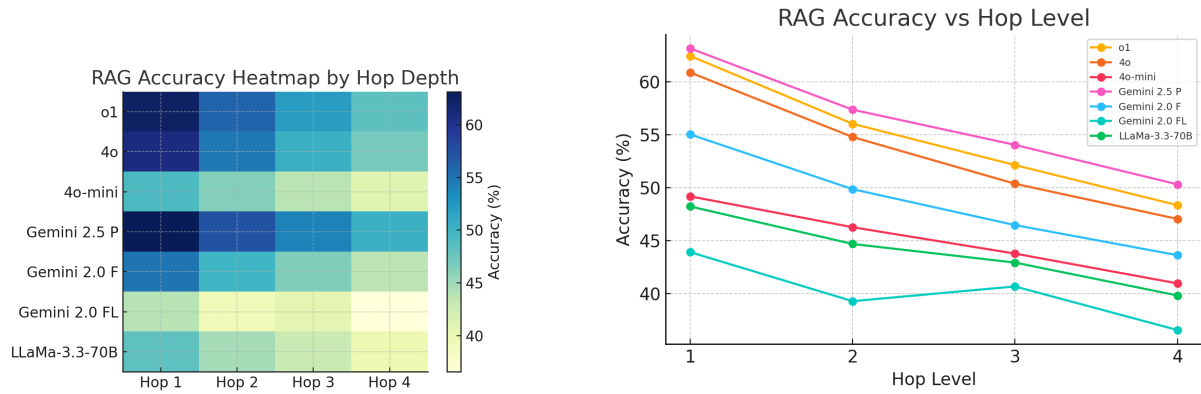 RAG Accuracy Heatmap by Hop Depth
o1
4o
4o-mini
Gemini 2.5 P
Gemini 2.0 F
Gemini 2.0 FL
LLaMa-3.3-70B
Hop 1
Hop 2
Hop 3
Hop 4
60
55
50
45
40
Accuracy (%)
RAG Accuracy vs Hop Level
Accuracy (%)
60
55
50
45
40
1
2
3
4
Hop Level
o1
4o
4o-mini
Gemini 2.5 P
Gemini 2.0 F
Gemini 2.0 FL
LLaMa-3.3-70B